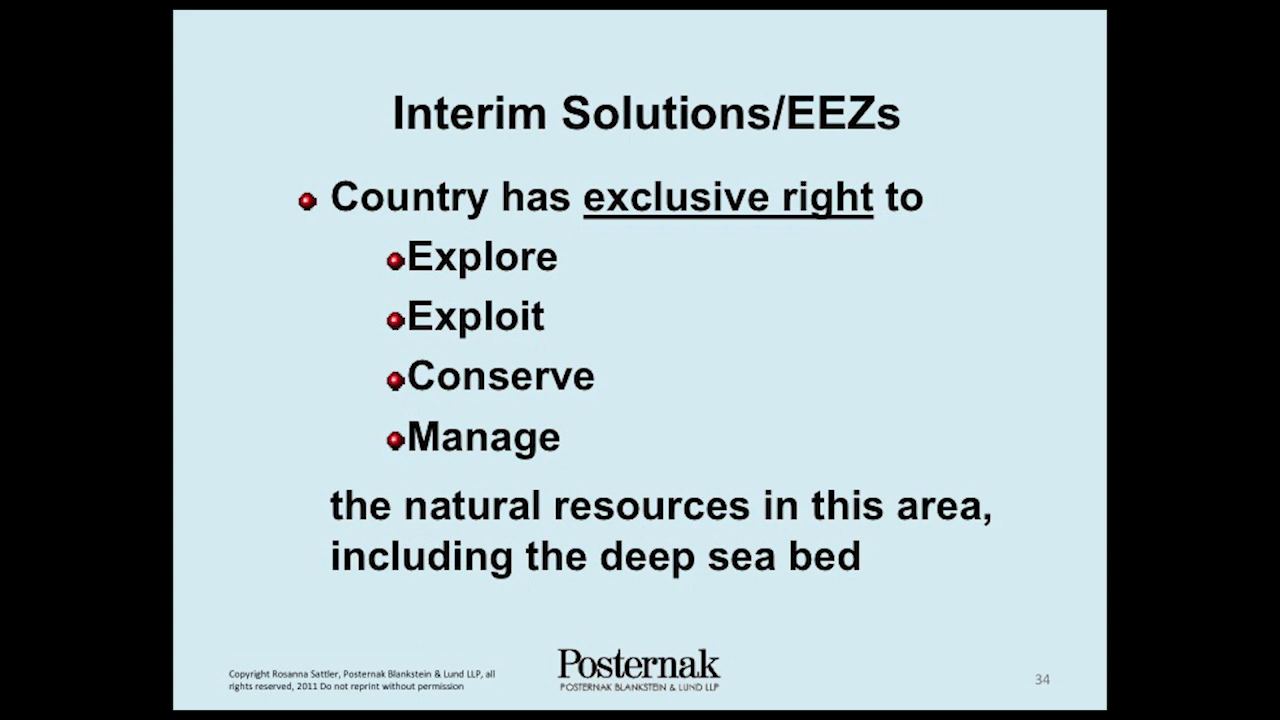 Interim Solutions/EEZs
Country has exclusive right to
Explore
Exploit
Conserve
Manage
the natural resources in this area,
including the deep sea bed
Copyright Rosanna Sattler, Posternak Blankstein & Lund LLP, all
rights reserved, 2011 Do not reprint without permission
Posternak
POSTERNAK BLANKSTEIN & LUND LLP
34